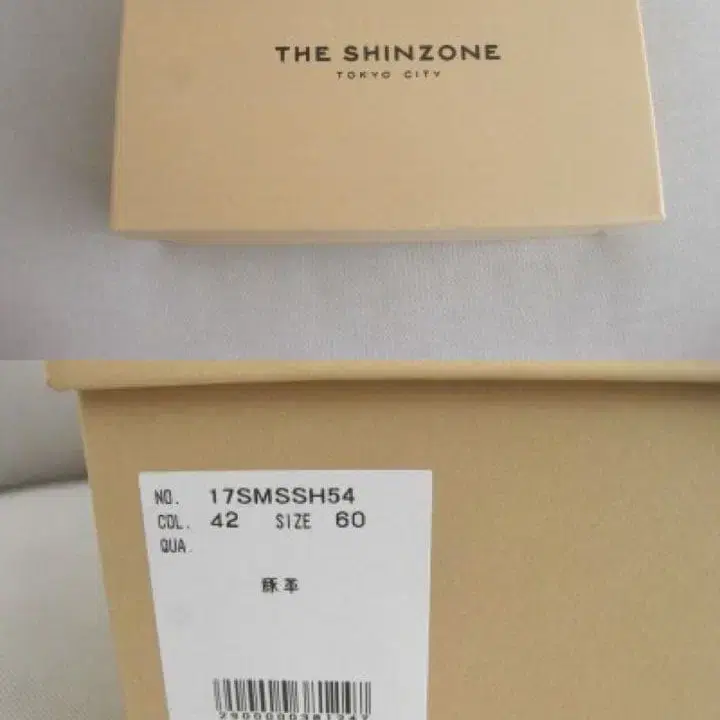 THE SHINZONE
TOKYO CITY
NO. 17SMSSH54
COL. 42 SIZE 60
QUA.
豚革